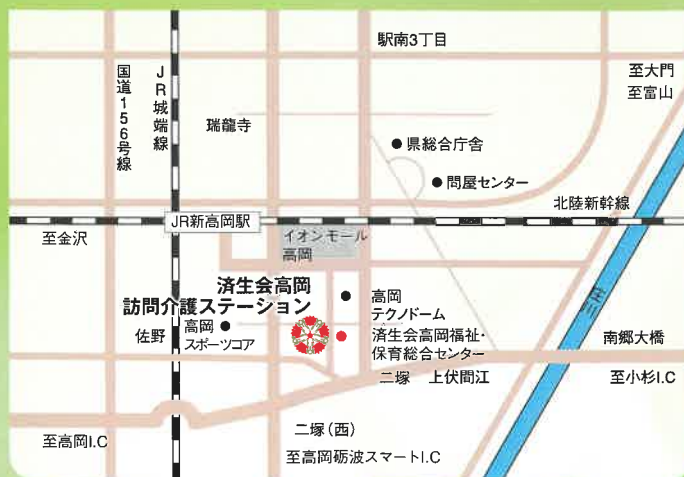 駅南3丁目
至大門
至富山
国道156号線
JR城端線
瑞龍寺
県総合庁舎
問屋センター
北陸新幹線
JR新高岡駅
至金沢
イオンモール
高岡
済生会高岡
訪問介護ステーション
高岡
テクノドーム
庄川
佐野
高岡
スポーツコア
済生会高岡福祉・
保育総合センター
南郷大橋
二塚
上伏間江
至小杉I.C
至高岡I.C
二塚(西)
至高岡砺波スマートI.C